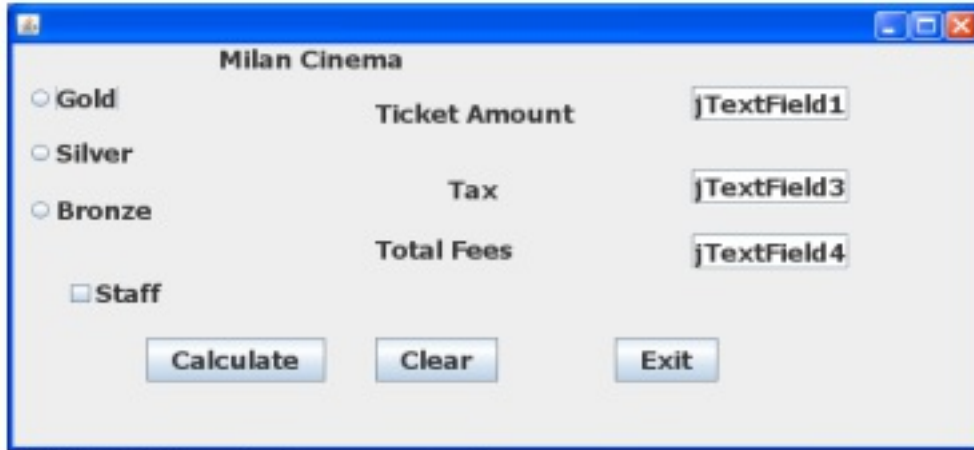 Milan Cinema
Gold
Ticket Amount jTextField1
Silver
Tax jTextField3
Bronze
Total Fees jTextField4
Staff
Calculate Clear Exit